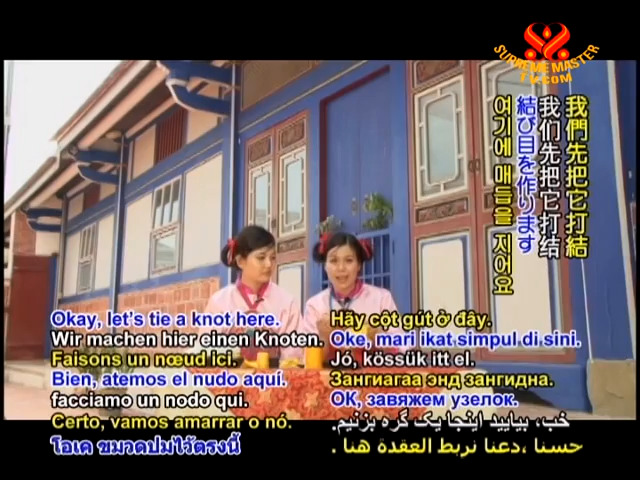 SUPREME MASTER
TV.COM
我們先把它打結
我们先把它打结
結び目を作ります
여기에 매듭을 지어요
Okay, let's tie a knot here.
Wir machen hier einen Knoten.
Faisons un nœud ici.
Bien, atemos el nudo aquí.
facciamo un nodo qui.
Certo, vamos amarrar o nó.
โอเค ขมวดปมไว้ตรงนี้
Hãy cột gút ở đây.
Oke, mari ikat simpul di sini.
Jó, kössük itt el.
Зангиагаа энд зангидна.
OK, завяжем узелок.
خب، بیایید اینجا یک گره بزنیم.
حسنا ،دعنا نربط العقدة هنا .